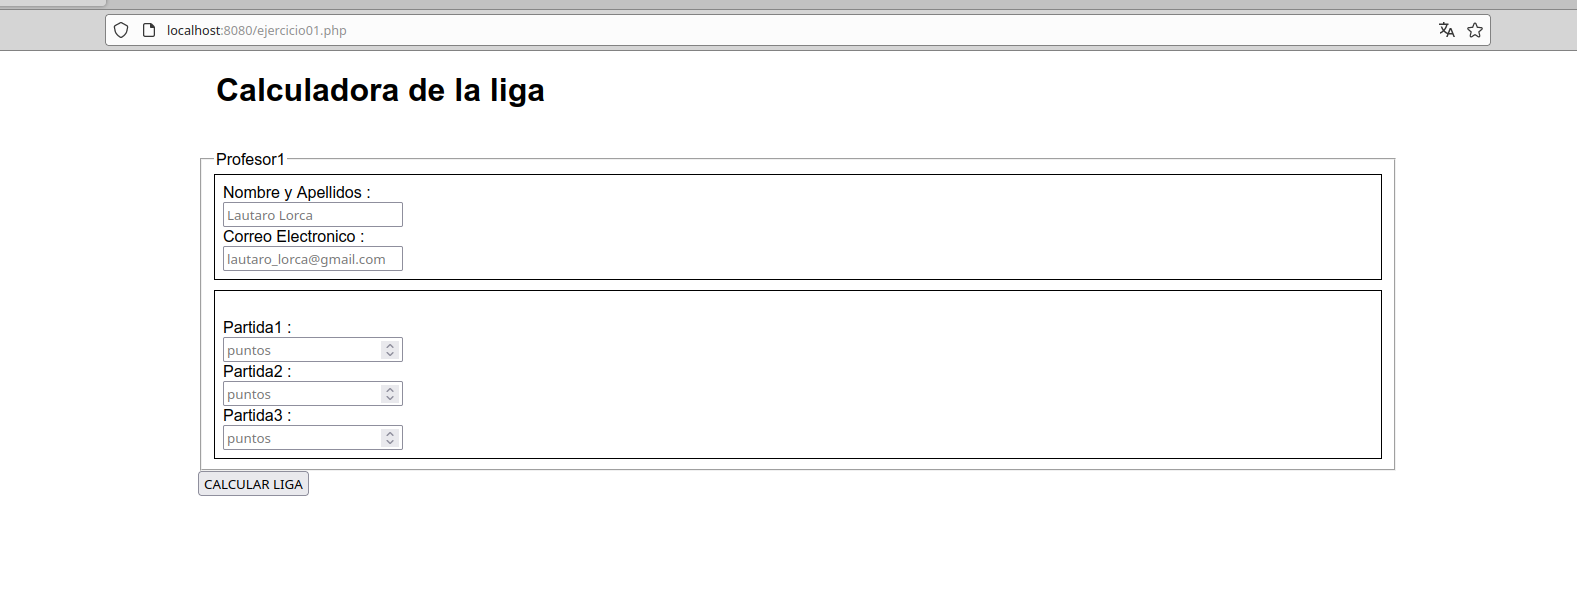 localhost:8080/ejercicio01.php
Calculadora de la liga
Profesor1
Nombre y Apellidos :
Lautaro Lorca
Correo Electronico :
lautaro_lorca@gmail.com
Partida1 :
puntos
Partida2 :
puntos
Partida3 :
puntos
CALCULAR LIGA